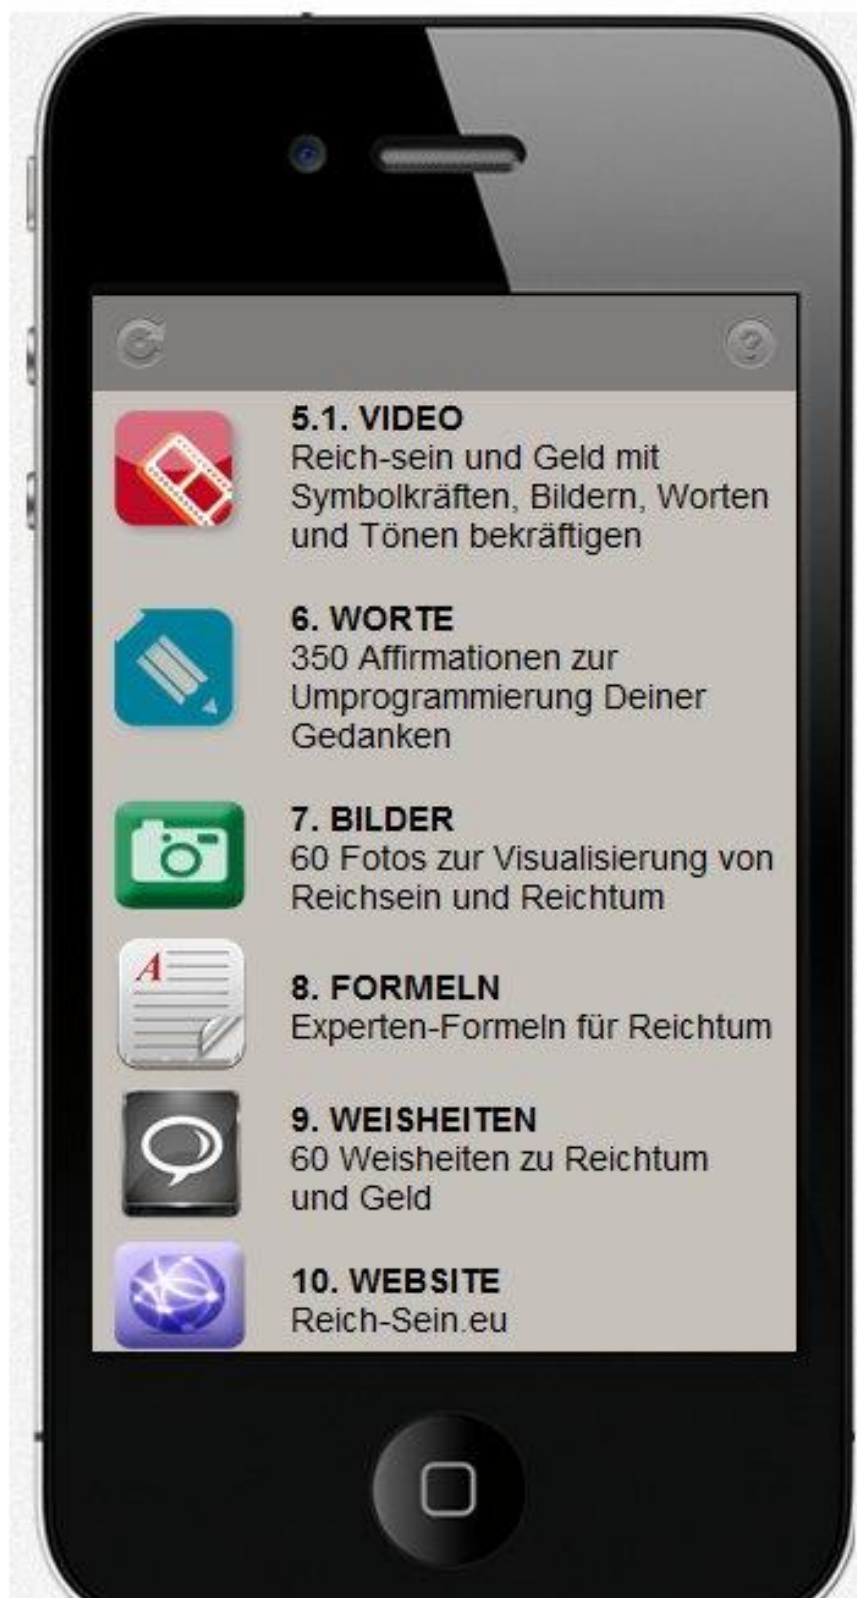 5.1. VIDEO
Reich-sein und Geld mit
Symbolkräften, Bildern, Worten
und Tönen bekräftigen
6. WORTE
350 Affirmationen zur
Umprogrammierung Deiner
Gedanken
7. BILDER
60 Fotos zur Visualisierung von
Reichsein und Reichtum
A
8. FORMELN
Experten-Formeln für Reichtum
9. WEISHEITEN
60 Weisheiten zu Reichtum
und Geld
10. WEBSITE
Reich-Sein.eu